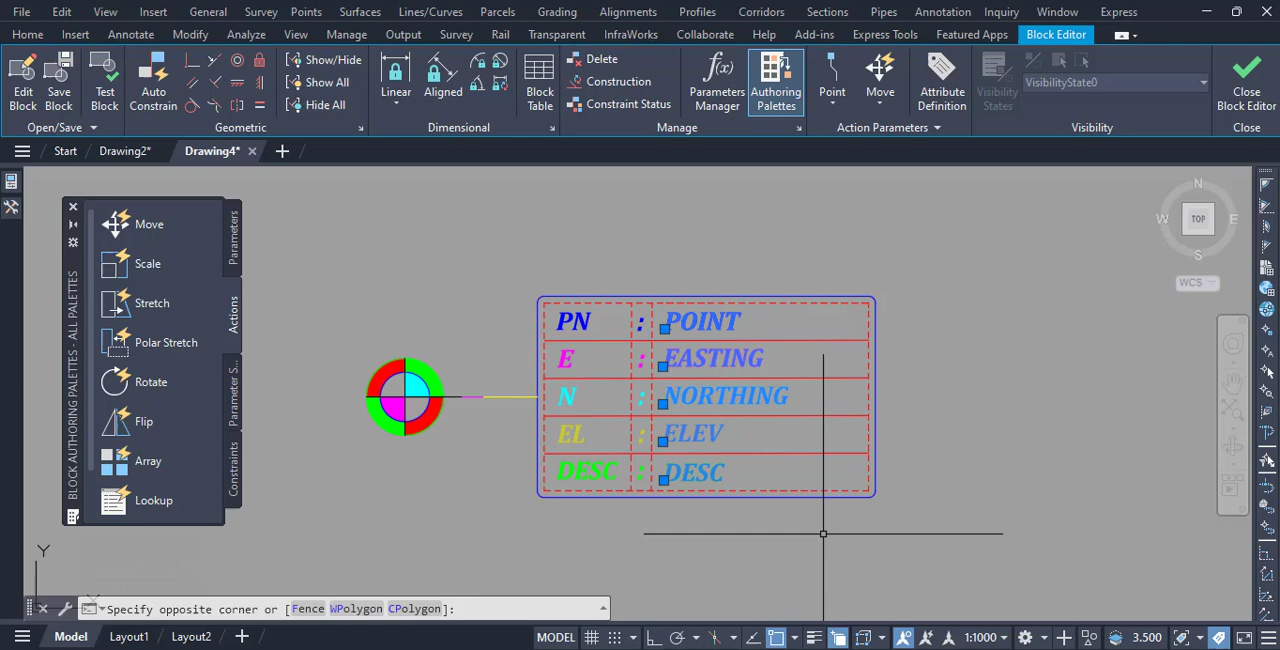 File Edit View Insert General Survey Points Surfaces Lines/Curves Parcels Grading Alignments Profiles Corridors Sections Pipes Annotation Inquiry Window Express
Home Insert Annotate Modify Analyze View Manage Output Survey Rail Transparent InfraWorks Collaborate Help Add-ins Express Tools Featured Apps Block Editor
Edit Block
Save Block
Test Block
Open/Save
Auto Constrain
Show/Hide
Show All
Hide All
Geometric
Linear
Aligned
Dimensional
Block Table
Delete
Construction
Constraint Status
Parameters Manager
Authoring Palettes
Manage
Point
Move
Attribute Definition
Action Parameters
Visibility States
VisibilityState0
Visibility
Close Block Editor
Close
Start Drawing2* Drawing4*
BLOCK AUTHORING PALETTES - ALL PALETTES
Move
Scale
Stretch
Polar Stretch
Rotate
Flip
Array
Lookup
Parameters
Actions
Parameter S...
Constraints
PN : POINT
E : EASTING
N : NORTHING
EL : ELEV
DESC : DESC
N
W TOP E
S
WCS
Y
Specify opposite corner or [Fence WPolygon CPolygon]:
Model Layout1 Layout2
MODEL 1:1000 3.500